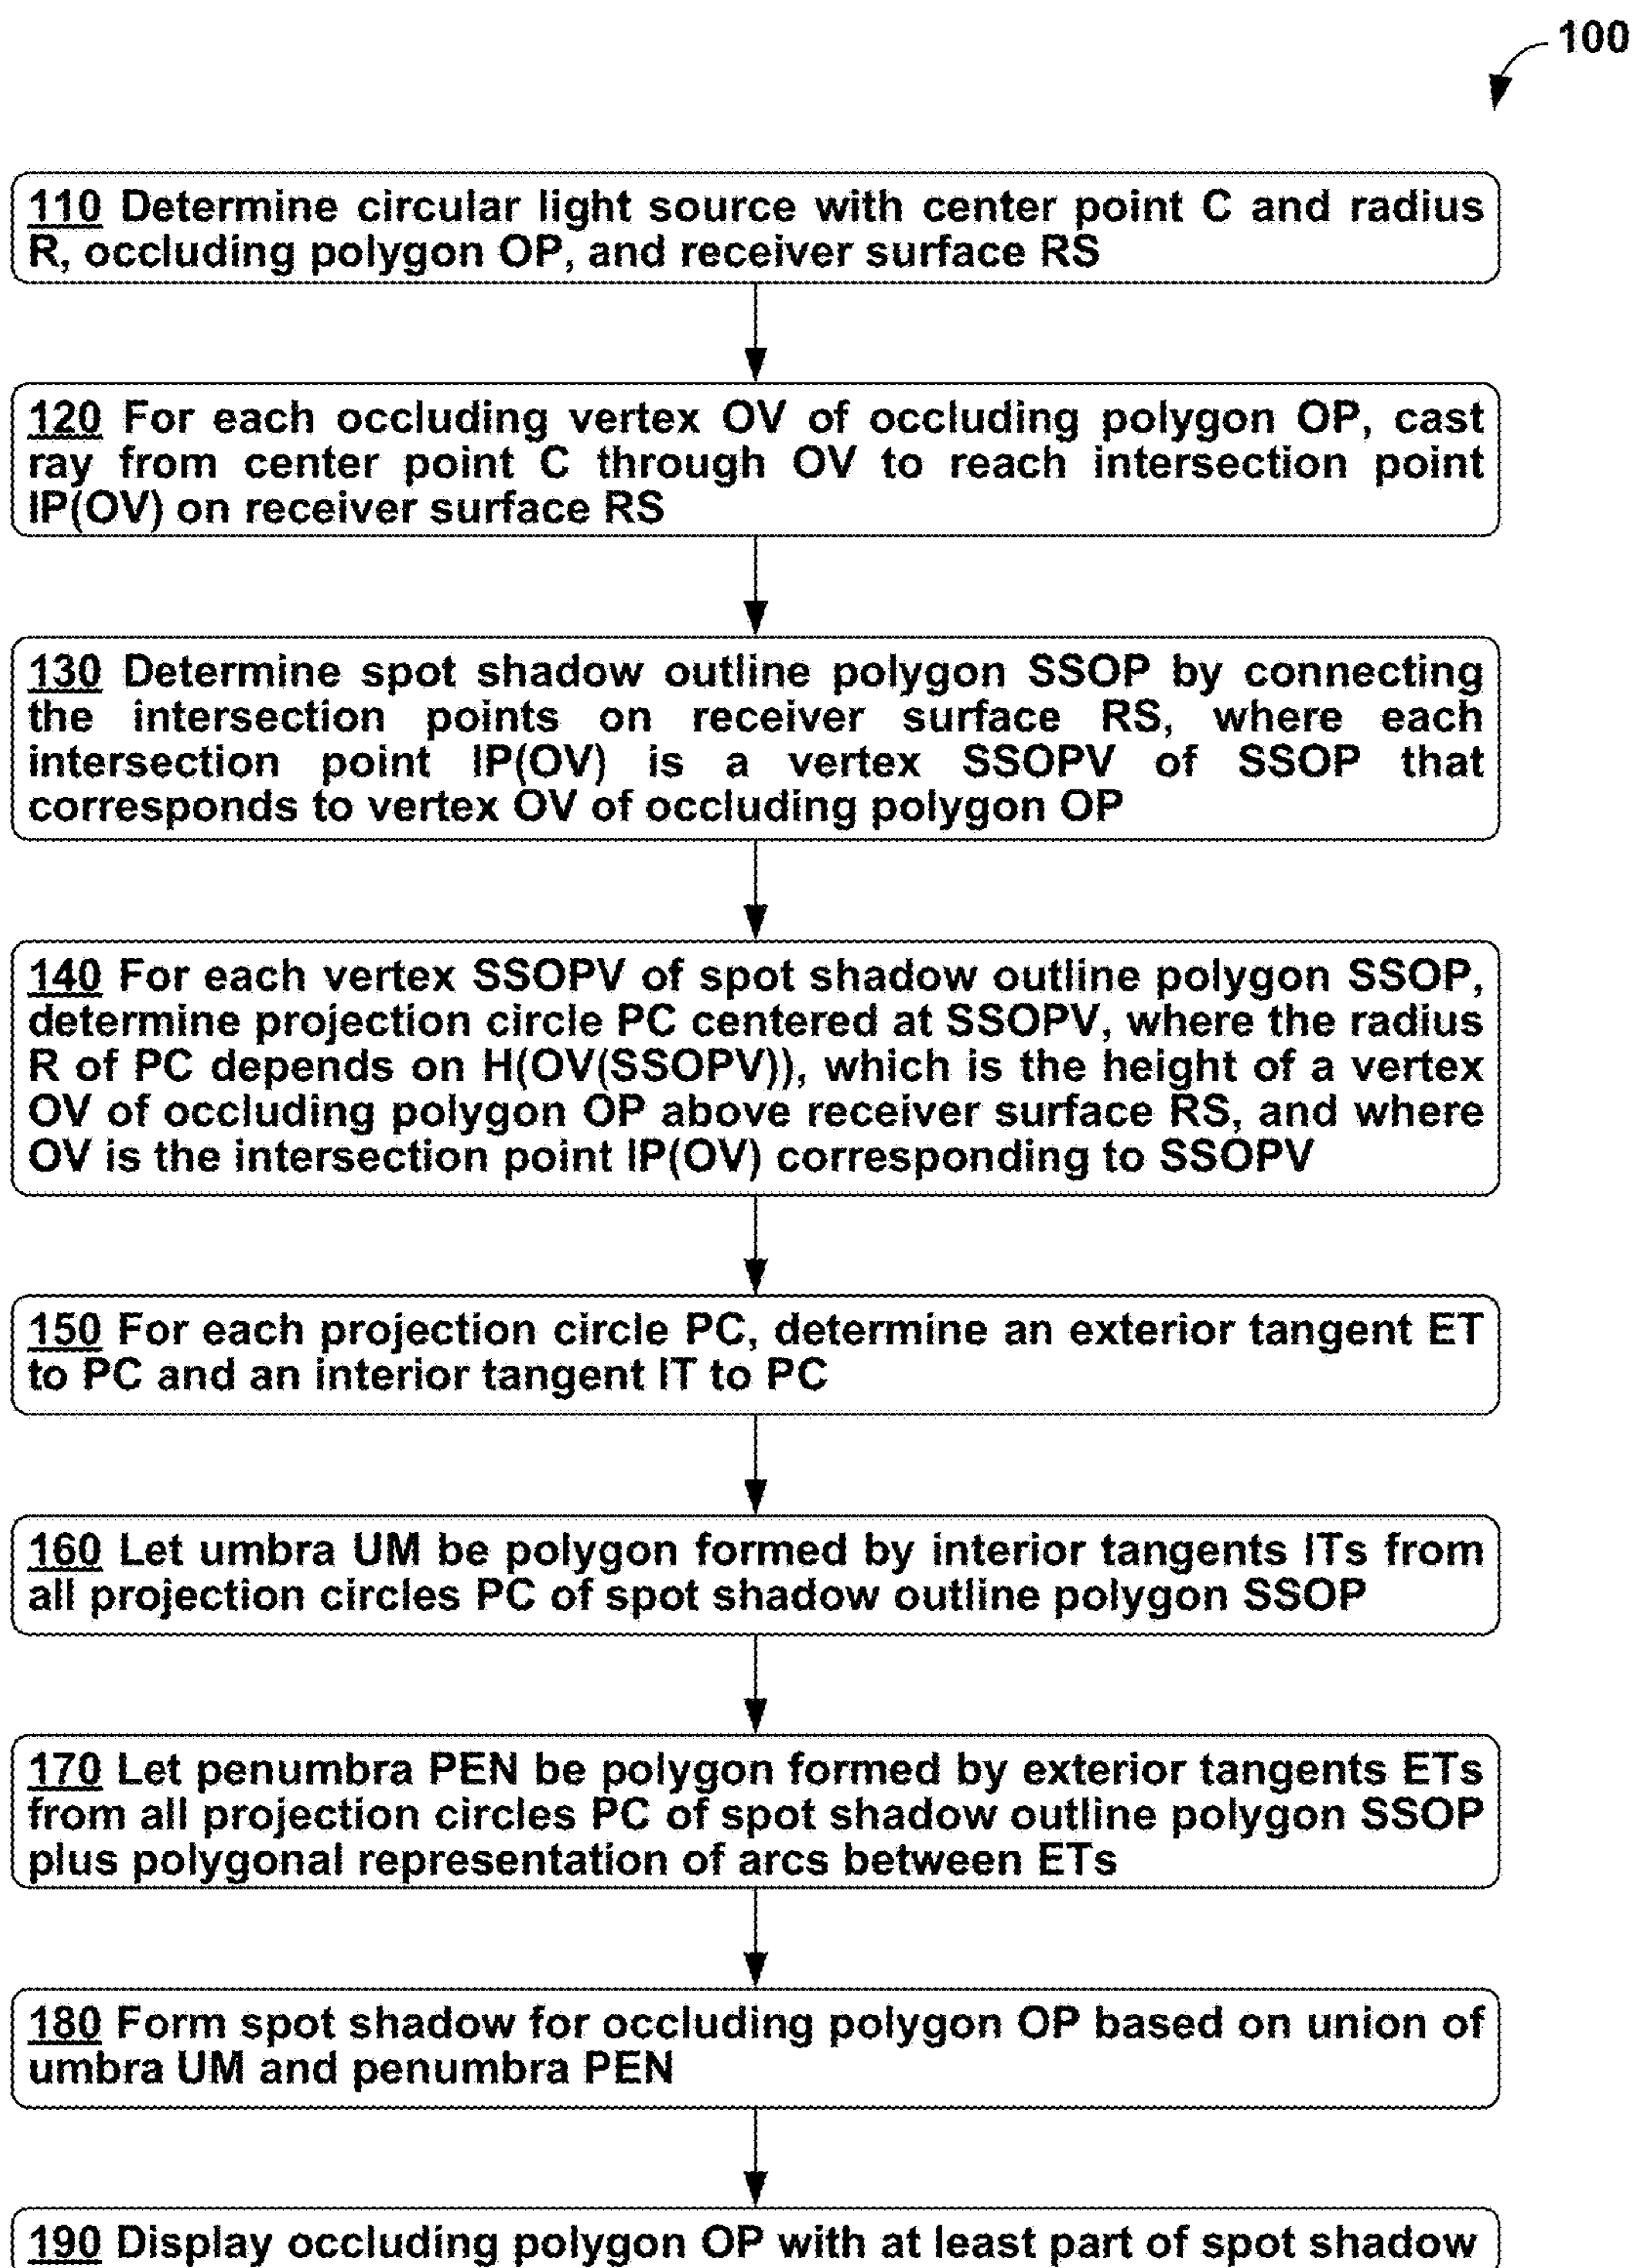 100
110 Determine circular light source with center point C and radius
R, occluding polygon OP, and receiver surface RS
120 For each occluding vertex OV of occluding polygon OP, cast
ray from center point C through OV to reach intersection point
IP(OV) on receiver surface RS
130 Determine spot shadow outline polygon SSOP by connecting
the intersection points on receiver surface RS, where each
intersection point IP(OV) is a vertex SSOPV of SSOP that
corresponds to vertex OV of occluding polygon OP
140 For each vertex SSOPV of spot shadow outline polygon SSOP,
determine projection circle PC centered at SSOPV, where the radius
R of PC depends on H(OV(SSOPV)), which is the height of a vertex
OV of occluding polygon OP above receiver surface RS, and where
OV is the intersection point IP(OV) corresponding to SSOPV
150 For each projection circle PC, determine an exterior tangent ET
to PC and an interior tangent IT to PC
160 Let umbra UM be polygon formed by interior tangents ITs from
all projection circles PC of spot shadow outline polygon SSOP
170 Let penumbra PEN be polygon formed by exterior tangents ETs
from all projection circles PC of spot shadow outline polygon SSOP
plus polygonal representation of arcs between ETs
180 Form spot shadow for occluding polygon OP based on union of
umbra UM and penumbra PEN
190 Display occluding polygon OP with at least part of spot shadow